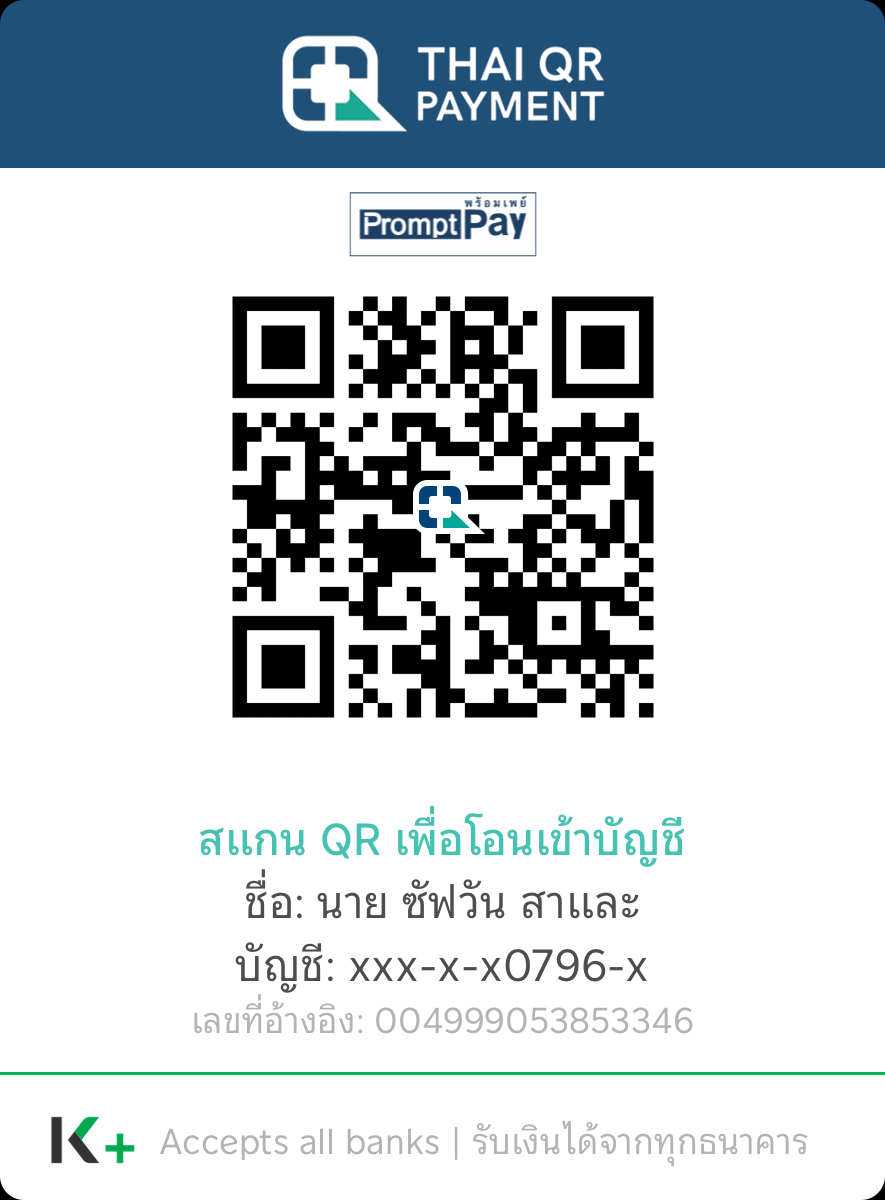 THAI QR
PAYMENT
พร้อมเพย์
PromptPay
สแกน QR เพื่อโอนเข้าบัญชี
ชื่อ: นาย ซัฟวัน สาและ
บัญชี: xxx-x-x0796-x
เลขที่อ้างอิง: 004999053853346
K+ Accepts all banks | รับเงินได้จากทุกธนาคาร